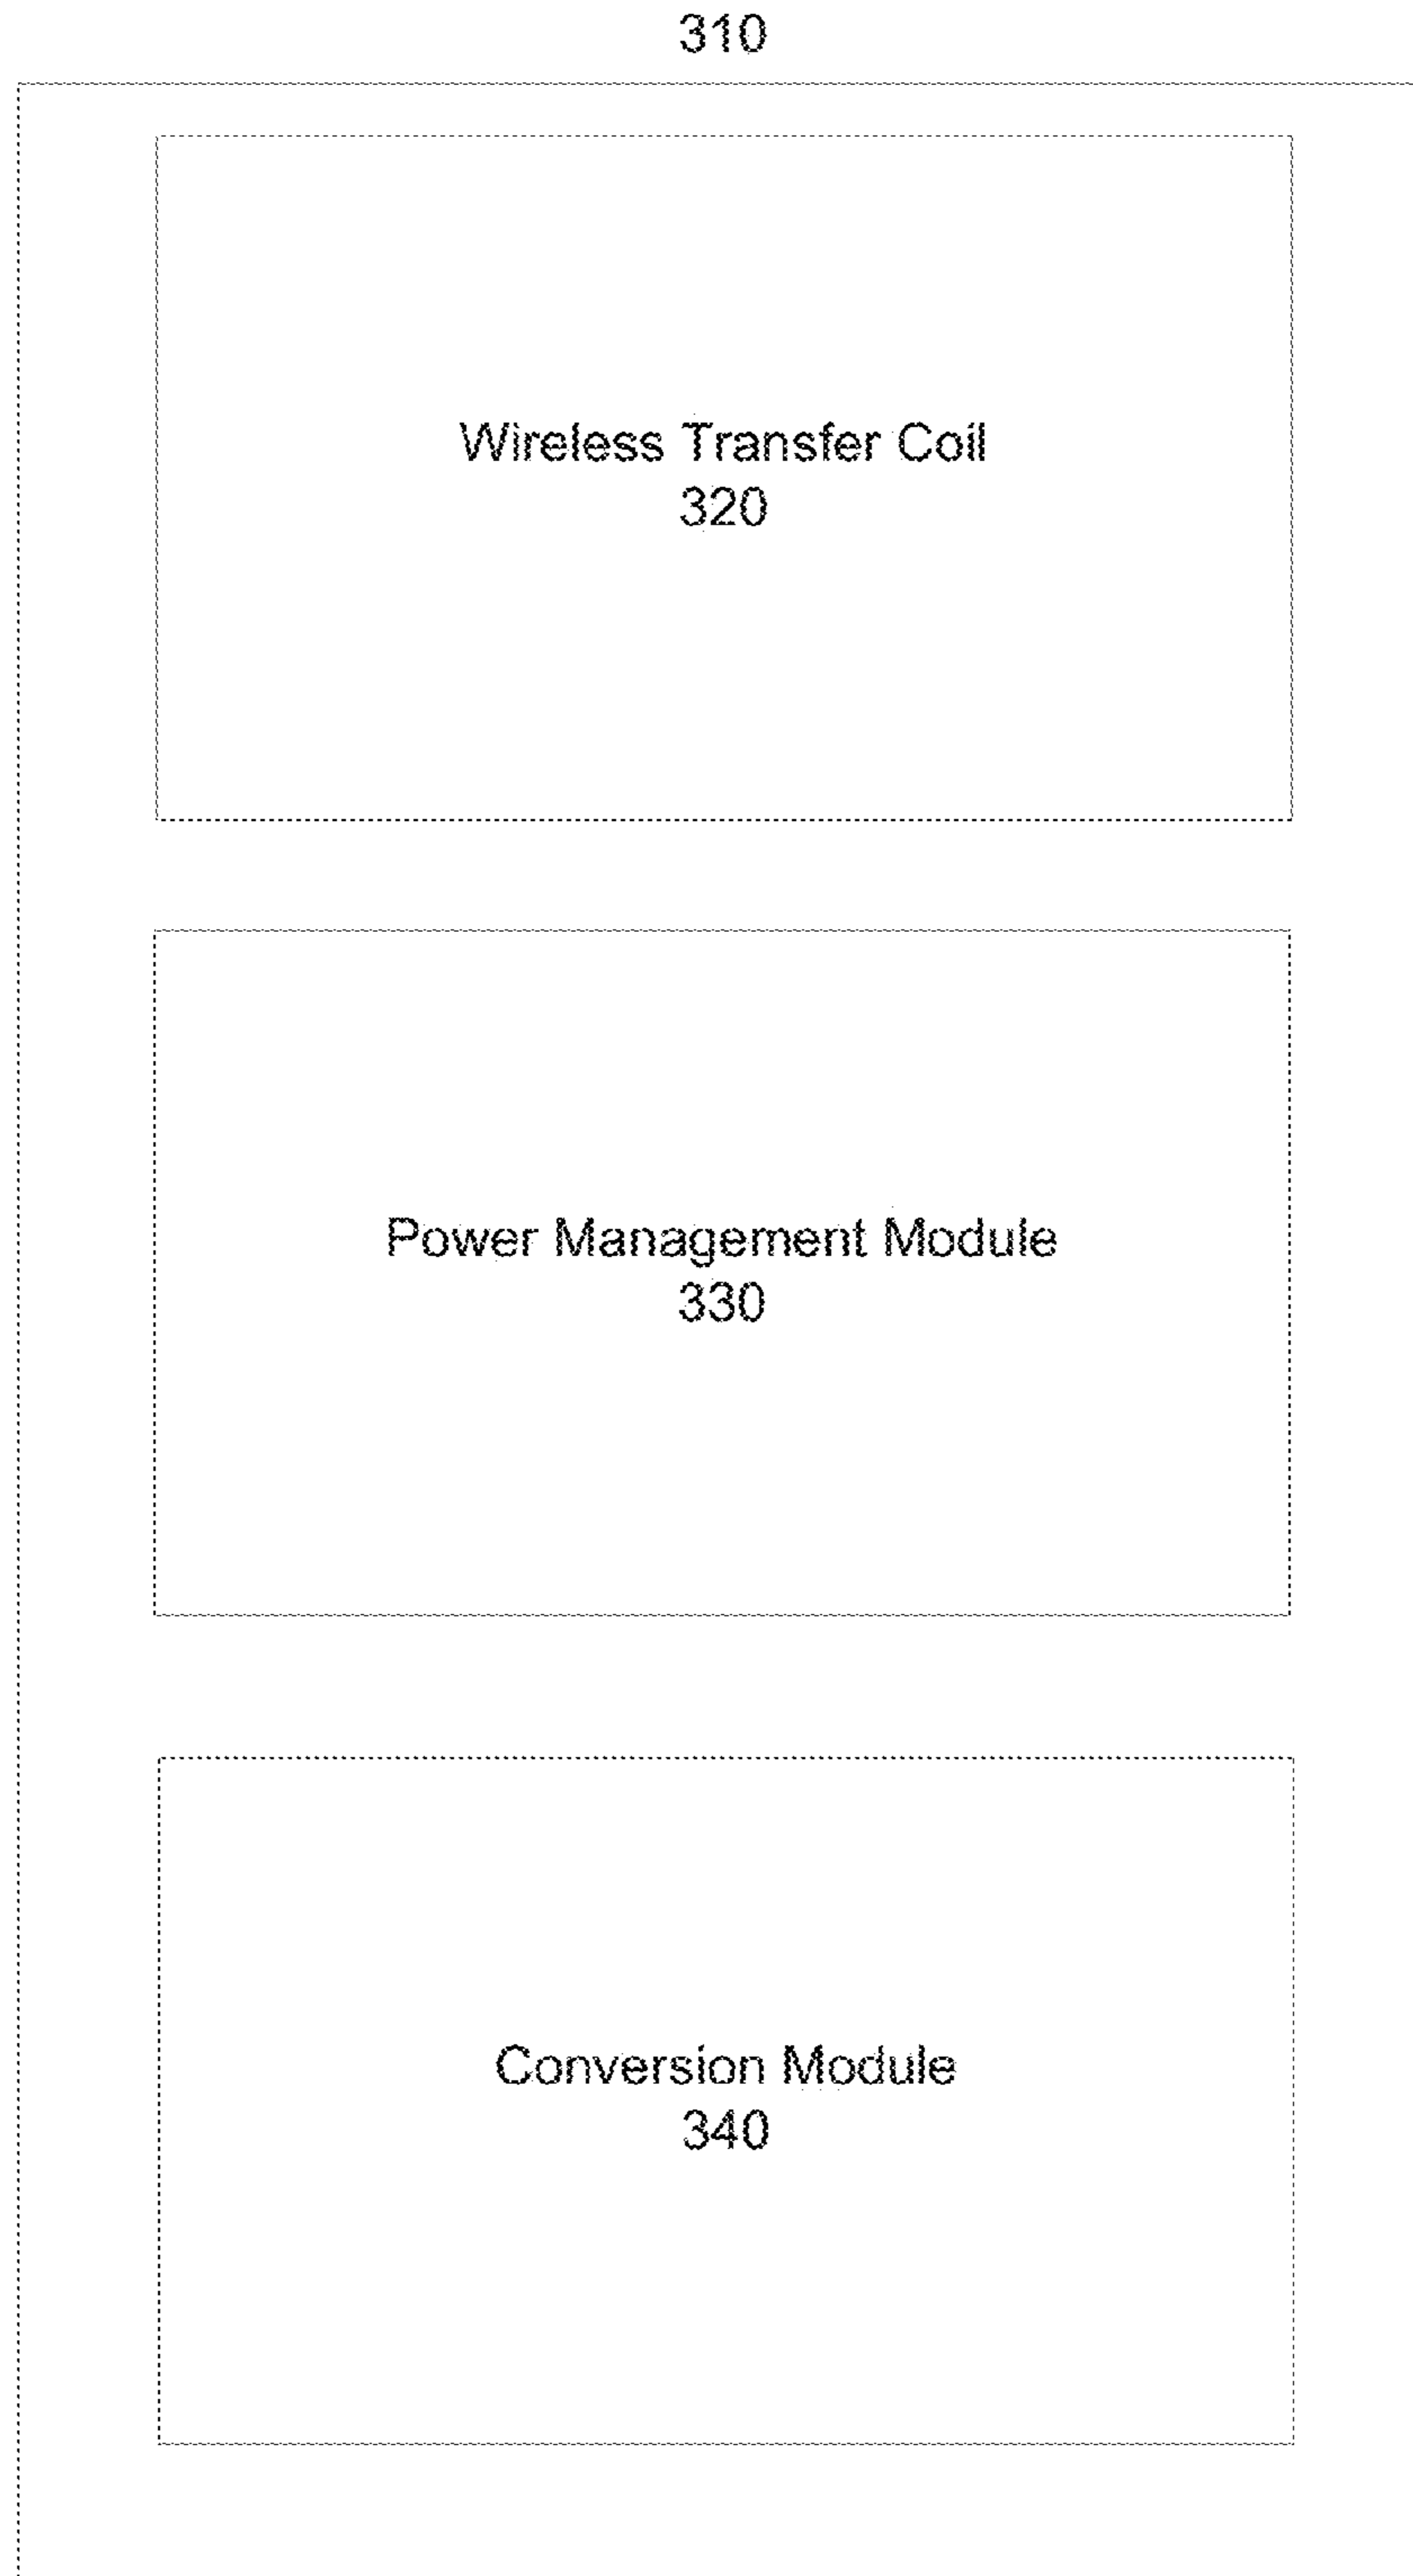 310
Wireless Transfer Coil
320
Power Management Module
330
Conversion Module
340